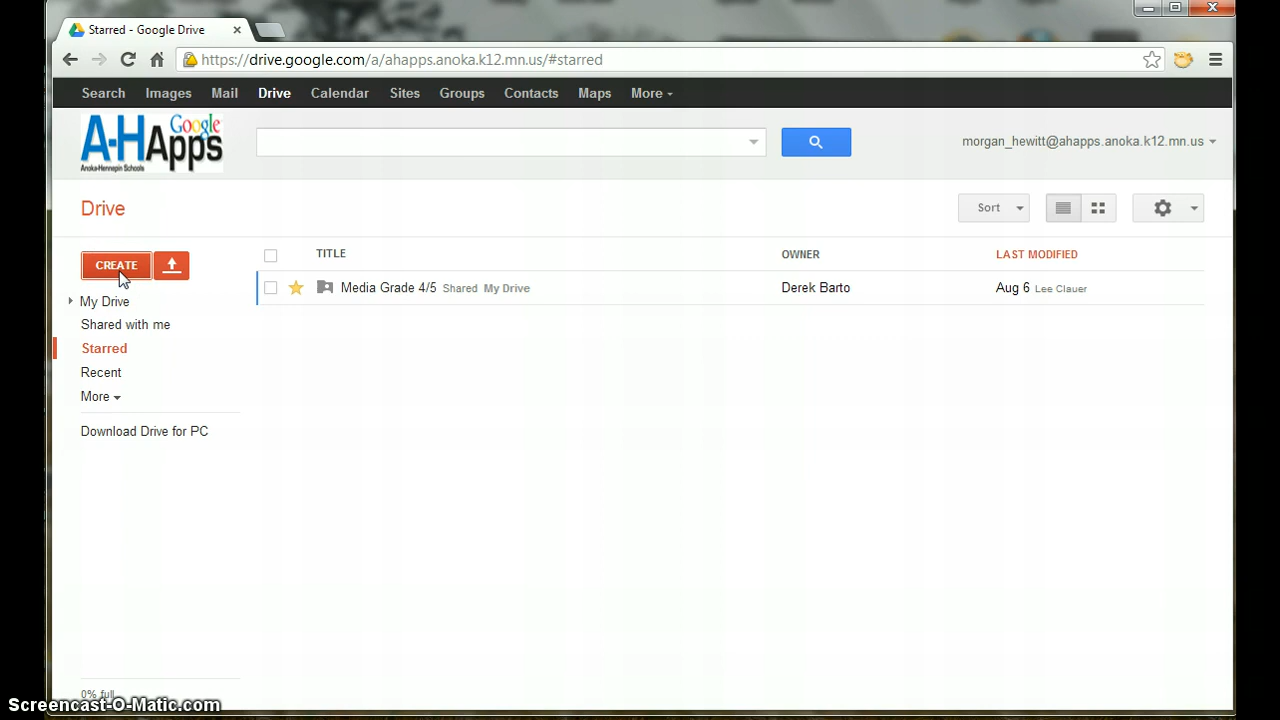 Starred - Google Drive
https://drive.google.com/a/ahapps.anoka.k12.mn.us/#starred
Search Images Mail Drive Calendar Sites Groups Contacts Maps More
Google
A-HApps
Anoka-Hennepin Schools
morgan_hewitt@ahapps.anoka.k12.mn.us
Drive
Sort
CREATE
TITLE OWNER LAST MODIFIED
Media Grade 4/5 Shared My Drive Derek Barto Aug 6 Lee Clauer
My Drive
Shared with me
Starred
Recent
More
Download Drive for PC
0% full
Screencast-O-Matic.com